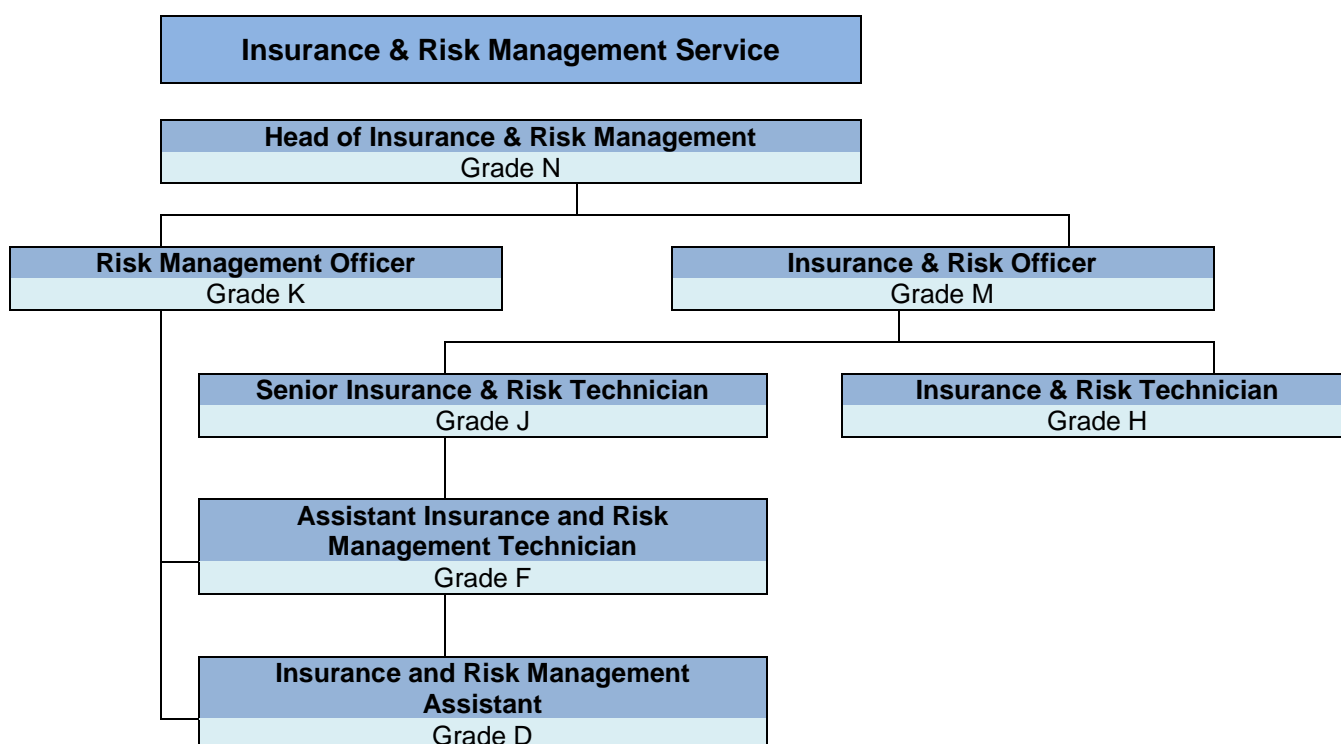 Insurance & Risk Management Service
Head of Insurance & Risk Management
Grade N
Risk Management Officer
Grade K
Insurance & Risk Officer
Grade M
Senior Insurance & Risk Technician
Grade J
Insurance & Risk Technician
Grade H
Assistant Insurance and Risk
Management Technician
Grade F
Insurance and Risk Management
Assistant
Grade D